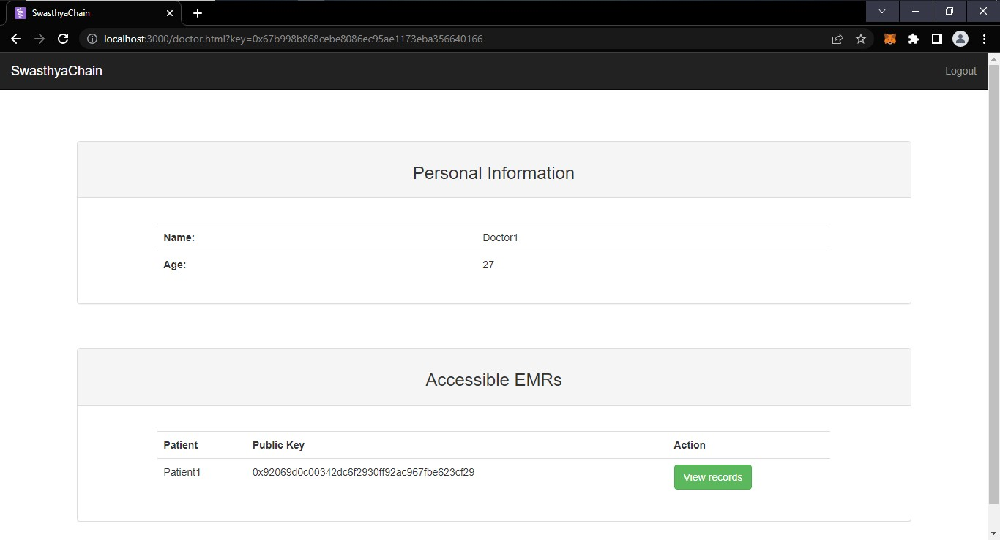 SwasthyaChain
localhost:3000/doctor.html?key=0x67b998b868cebe8086ec95ae1173eba356640166
SwasthyaChain Logout
Personal Information
Name: Doctor1
Age: 27
Accessible EMRs
Patient Public Key Action
Patient1 0x92069d0c00342dc6f2930ff92ac967fbe623cf29 View records